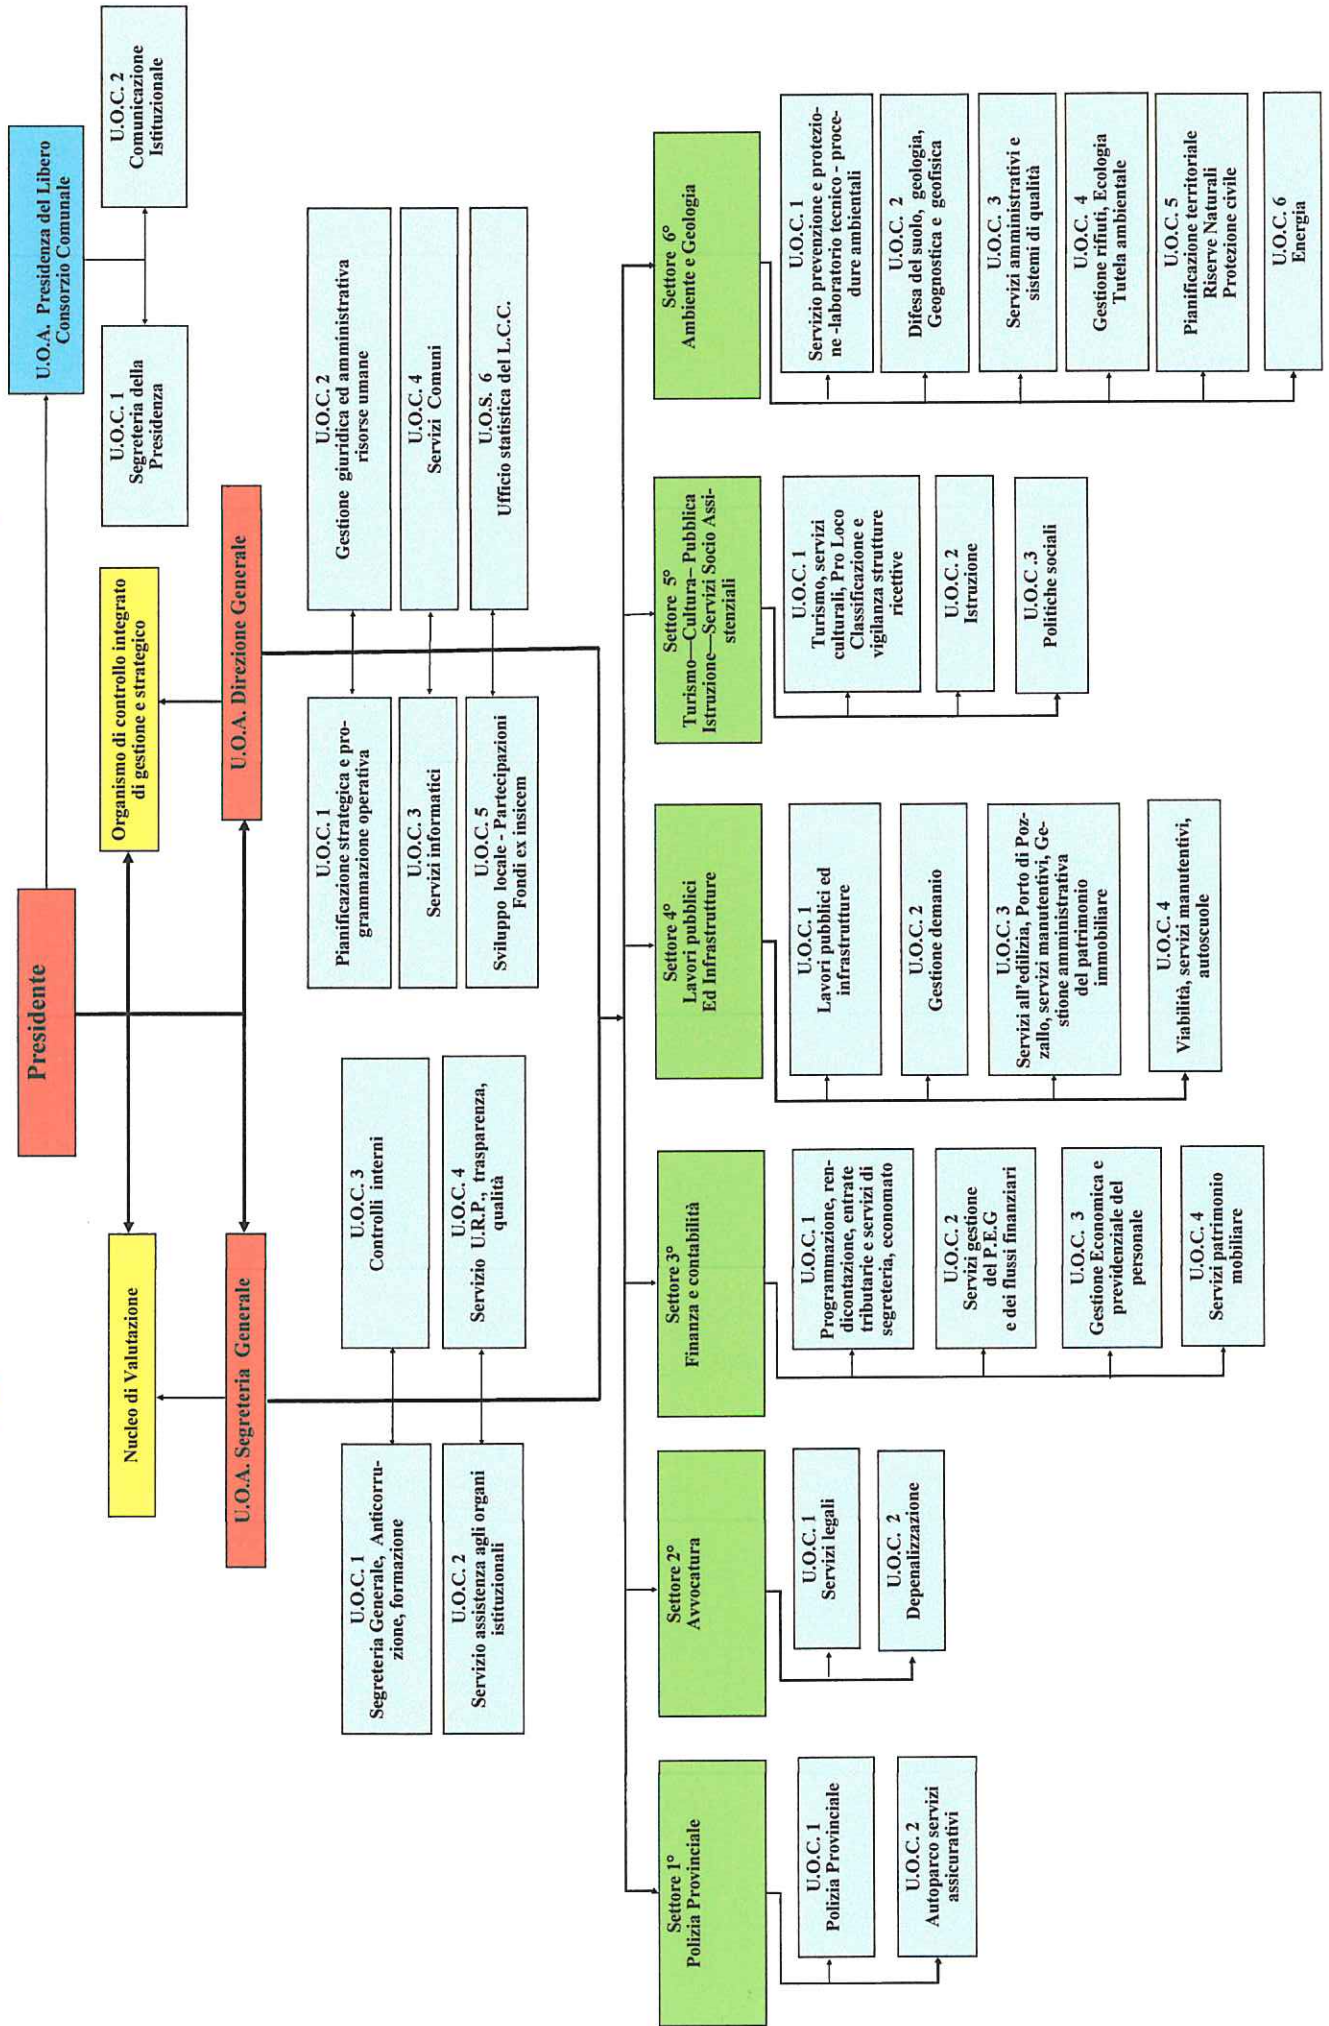 Presidente
U.O.A. Presidenza del Libero
Consorzio Comunale
U.O.C. 1
Segreteria della
Presidenza
U.O.C. 2
Comunicazione
Istituzionale
Nucleo di Valutazione
Organismo di controllo integrato
di gestione e strategico
U.O.A. Segreteria Generale
U.O.A. Direzione Generale
U.O.C. 1
Segreteria Generale, Anticorru-
zione, formazione
U.O.C. 3
Controlli interni
U.O.C. 2
Servizio assistenza agli organi
istituzionali
U.O.C. 4
Servizio U.R.P., trasparenza,
qualità
U.O.C. 1
Pianificazione strategica e pro-
grammazione operativa
U.O.C. 2
Gestione giuridica ed amministrativa
risorse umane
U.O.C. 3
Servizi informatici
U.O.C. 4
Servizi Comuni
U.O.C. 5
Sviluppo locale - Partecipazioni
Fondi ex insicem
U.O.S. 6
Ufficio statistica del L.C.C.
Settore 1°
Polizia Provinciale
U.O.C. 1
Polizia Provinciale
U.O.C. 2
Autoparco servizi
assicurativi
Settore 2°
Avvocatura
U.O.C. 1
Servizi legali
U.O.C. 2
Depenalizzazione
Settore 3°
Finanza e contabilità
U.O.C. 1
Programmazione, ren-
dicontazione, entrate
tributarie e servizi di
segreteria, economato
U.O.C. 2
Servizi gestione
del P.E.G
e dei flussi finanziari
U.O.C. 3
Gestione Economica e
previdenziale del
personale
U.O.C. 4
Servizi patrimonio
mobiliare
Settore 4°
Lavori pubblici
Ed Infrastrutture
U.O.C. 1
Lavori pubblici ed
infrastrutture
U.O.C. 2
Gestione demanio
U.O.C. 3
Servizi all'edilizia, Porto di Poz-
zallo, servizi manutentivi, Ge-
stione amministrativa
del patrimonio
immobiliare
U.O.C. 4
Viabilità, servizi manutentivi,
autoscuole
Settore 5°
Turismo—Cultura– Pubblica
Istruzione—Servizi Socio Assi-
stenziali
U.O.C. 1
Turismo, servizi
culturali, Pro Loco
Classificazione e
vigilanza strutture
ricettive
U.O.C. 2
Istruzione
U.O.C .3
Politiche sociali
Settore 6°
Ambiente e Geologia
U.O.C. 1
Servizio prevenzione e protezio-
ne -laboratorio tecnico - proce-
dure ambientali
U.O.C. 2
Difesa del suolo, geologia,
Geognostica e geofisica
U.O.C. 3
Servizi amministrativi e
sistemi di qualità
U.O.C. 4
Gestione rifiuti, Ecologia
Tutela ambientale
U.O.C. 5
Pianificazione territoriale
Riserve Naturali
Protezione civile
U.O.C. 6
Energia